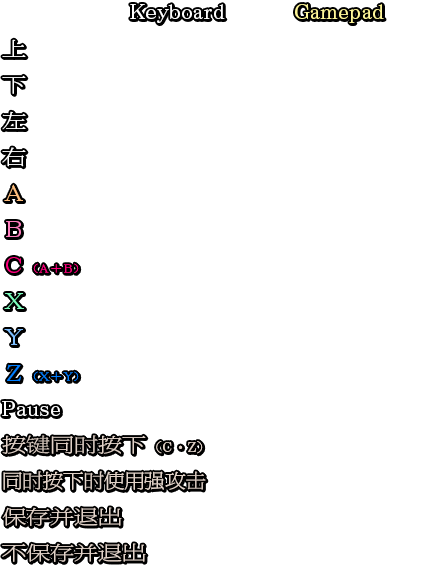 Keyboard Gamepad
上
下
左
右
A
B
C (A+B)
X
Y
Z (X+Y)
Pause
按键同时按下 (C・Z)
同时按下时使用强攻击
保存并退出
不保存并退出